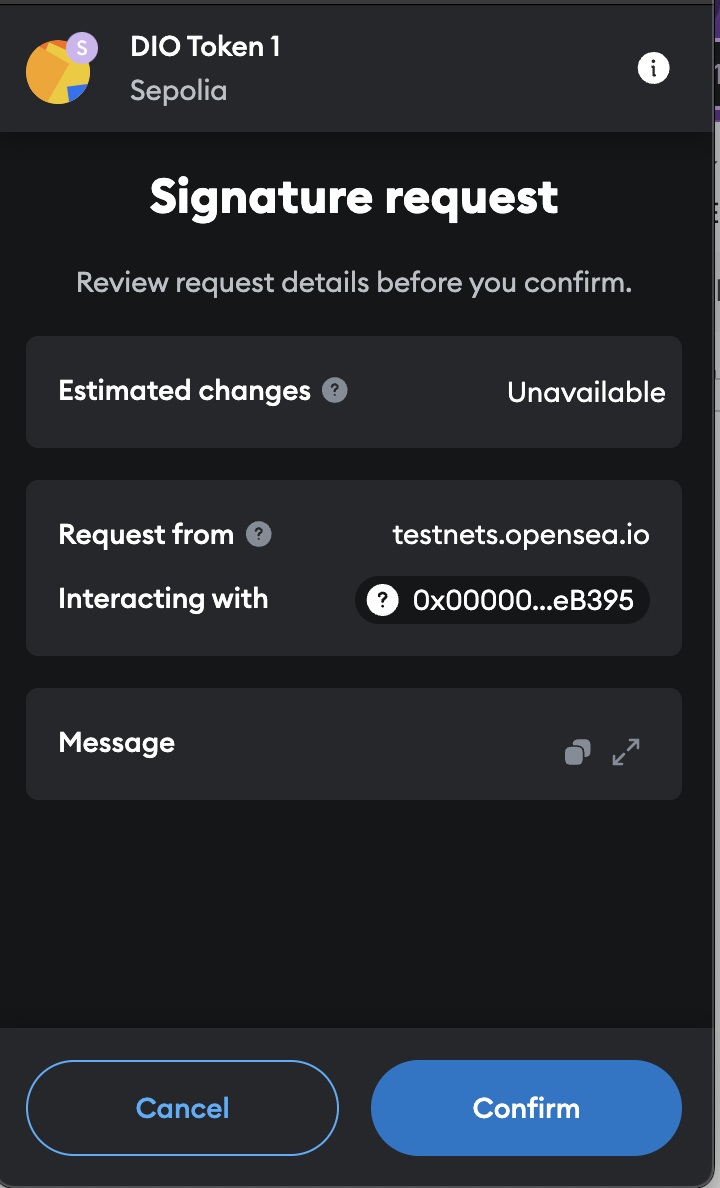 S
DIO Token 1
Sepolia
Signature request
Review request details before you confirm.
Estimated changes ?
Unavailable
Request from ?
testnets.opensea.io
Interacting with
? 0x00000...eB395
Message
Cancel
Confirm